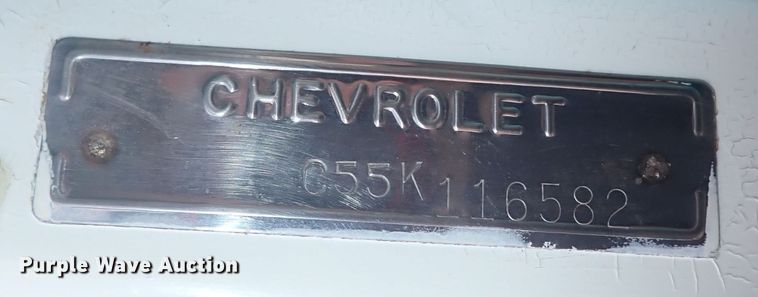 CHEVROLET
C55K116582
Purple Wave Auction